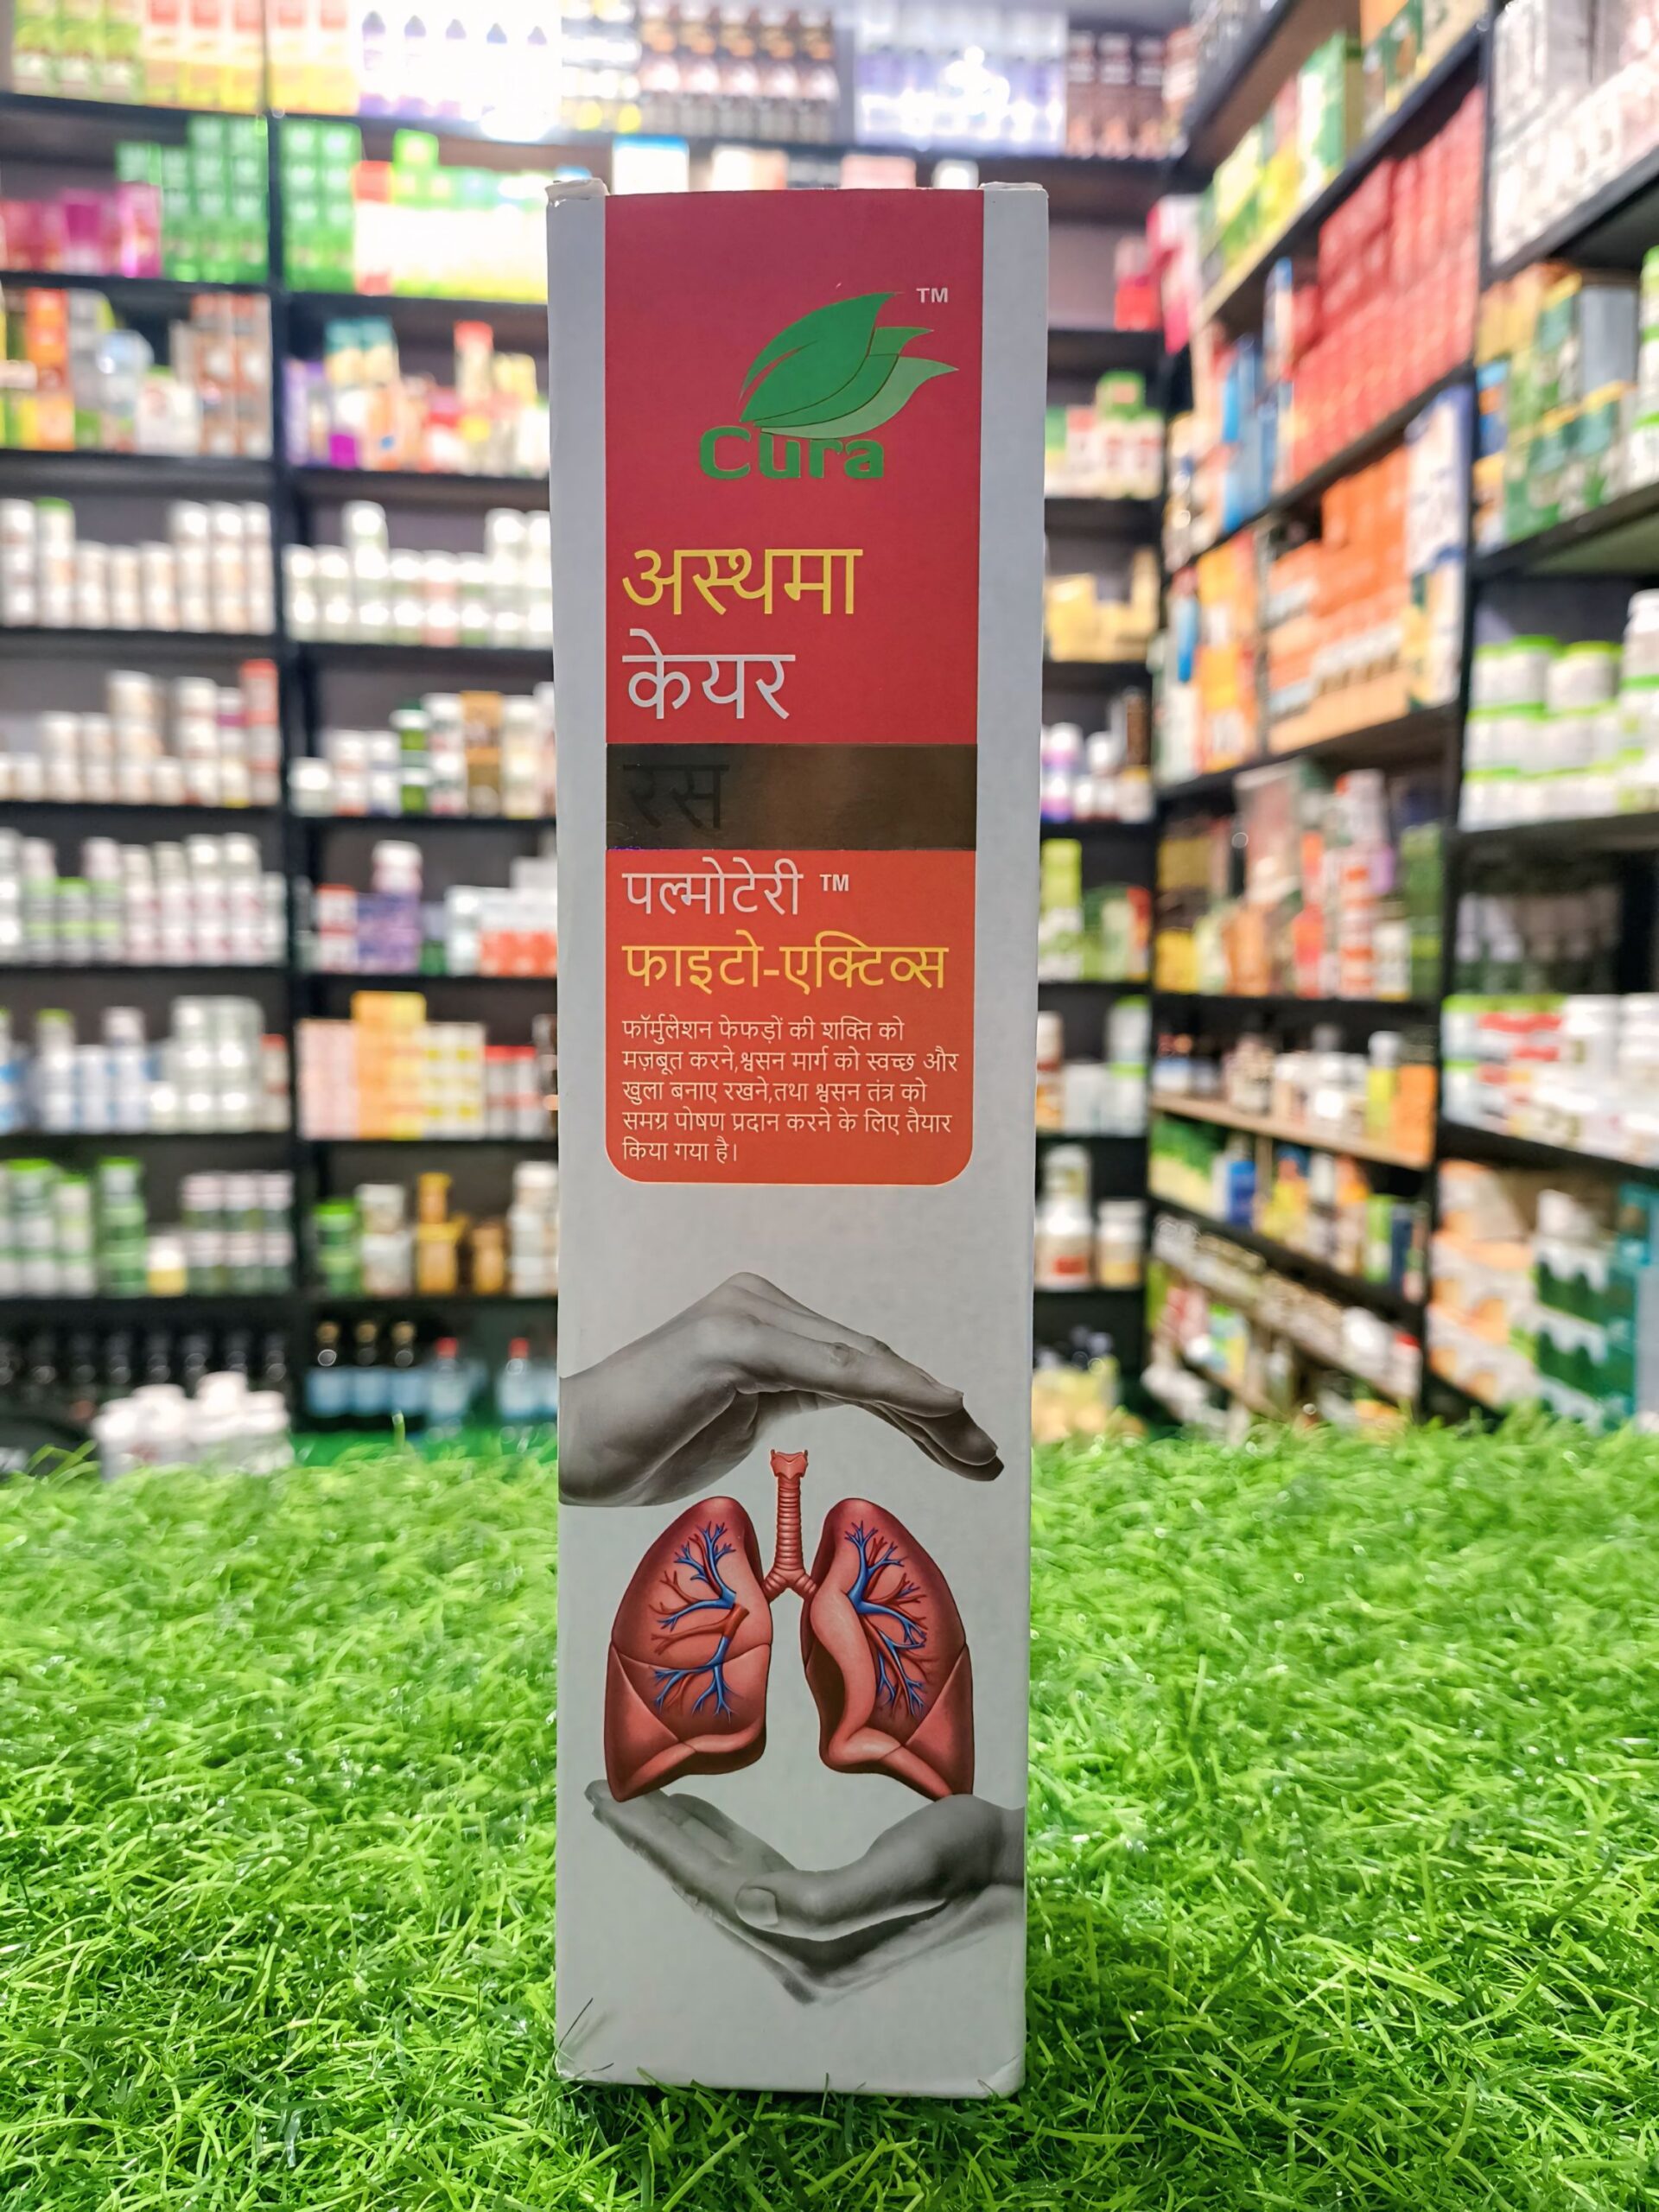 TM
Cura
अस्थमा
केयर
रस
पल्मोटेरी TM
फाइटो-एक्टिव्स
फॉर्मुलेशन फेफड़ों की शक्ति को
मज़बूत करने,श्वसन मार्ग को स्वच्छ और
खुला बनाए रखने,तथा श्वसन तंत्र को
समग्र पोषण प्रदान करने के लिए तैयार
किया गया है।